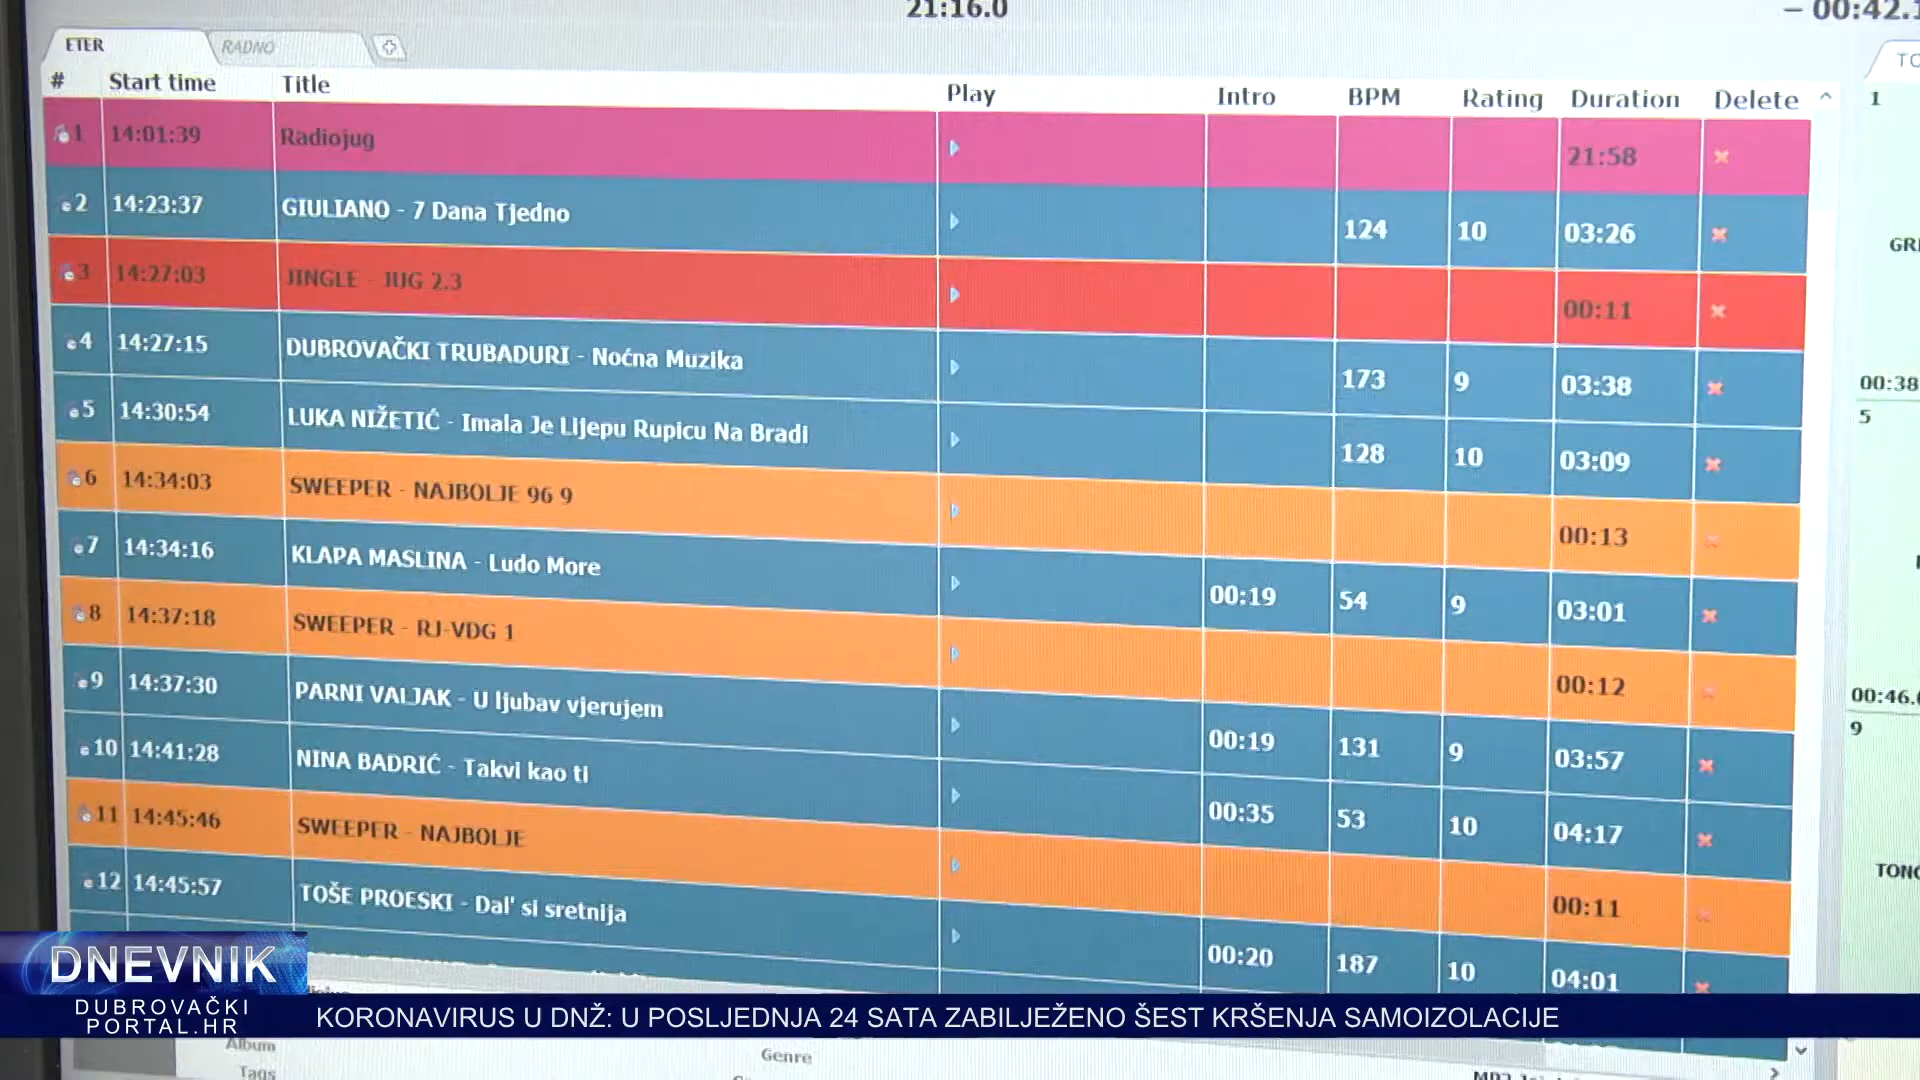 21:16.0
ETER RADNO
# Start time Title Play Intro BPM Rating Duration Delete
1 14:01:39 Radiojug 21:58
2 14:23:37 GIULIANO - 7 Dana Tjedno 124 10 03:26
3 14:27:03 JINGLE - JUG 2.3 00:11
4 14:27:15 DUBROVAČKI TRUBADURI - Noćna Muzika 173 9 03:38
5 14:30:54 LUKA NIŽETIĆ - Imala Je Lijepu Rupicu Na Bradi 128 10 03:09
6 14:34:03 SWEEPER - NAJBOLJE 96 9 00:13
7 14:34:16 KLAPA MASLINA - Ludo More 00:19 54 9 03:01
8 14:37:18 SWEEPER - RJ-VDG 1 00:12
9 14:37:30 PARNI VALJAK - U ljubav vjerujem 00:19 131 9 03:57
10 14:41:28 NINA BADRIĆ - Takvi kao ti 00:35 53 10 04:17
11 14:45:46 SWEEPER - NAJBOLJE 00:11
12 14:45:57 TOŠE PROESKI - Dal' si sretnija 00:20 187 10 04:01
1
00:38
5
00:46.
9
DNEVNIK
DUBROVAČKI
PORTAL.HR
KORONAVIRUS U DNŽ: U POSLJEDNJA 24 SATA ZABILJEŽENO ŠEST KRŠENJA SAMOIZOLACIJE
Album
Genre
Tags